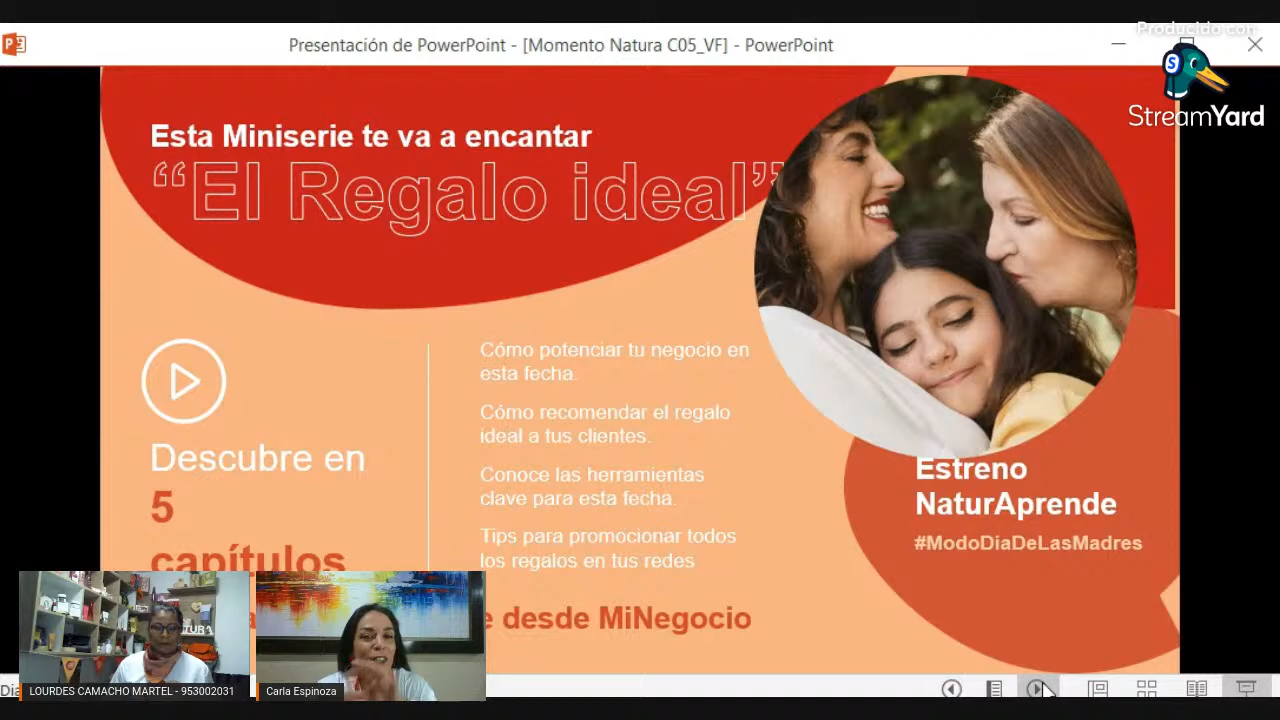 Producido con
Presentación de PowerPoint - [Momento Natura C05_VF] - PowerPoint
StreamYard
Esta Miniserie te va a encantar
“El Regalo ideal”
Descubre en
5
capítulos
Cómo potenciar tu negocio en
esta fecha.
Cómo recomendar el regalo
ideal a tus clientes.
Conoce las herramientas
clave para esta fecha.
Tips para promocionar todos
los regalos en tus redes
desde MiNegocio
Estreno
NaturAprende
#ModoDiaDeLasMadres
LOURDES CAMACHO MARTEL - 953002031
Carla Espinoza